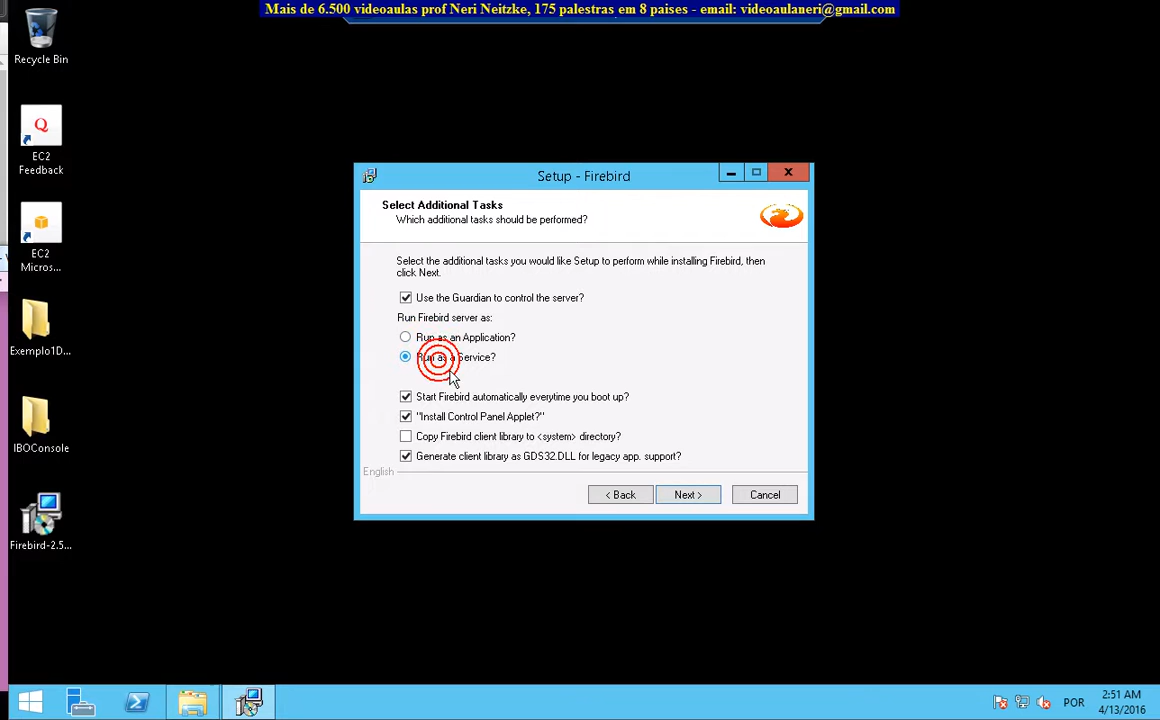 Mais de 6.500 videoaulas prof Neri Neitzke, 175 palestras em 8 paises - email: videoaulaneri@gmail.com
Recycle Bin
Q
EC2
Feedback
EC2
Micros...
Exemplo1D...
IBOConsole
Firebird-2.5...
Setup - Firebird
Select Additional Tasks
Which additional tasks should be performed?
Select the additional tasks you would like Setup to perform while installing Firebird, then
click Next.
Use the Guardian to control the server?
Run Firebird server as:
Run as an Application?
Run as a Service?
Start Firebird automatically everytime you boot up?
"Install Control Panel Applet?"
Copy Firebird client library to <system> directory?
Generate client library as GDS32.DLL for legacy app. support?
English
< Back
Next >
Cancel
POR
2:51 AM
4/13/2016